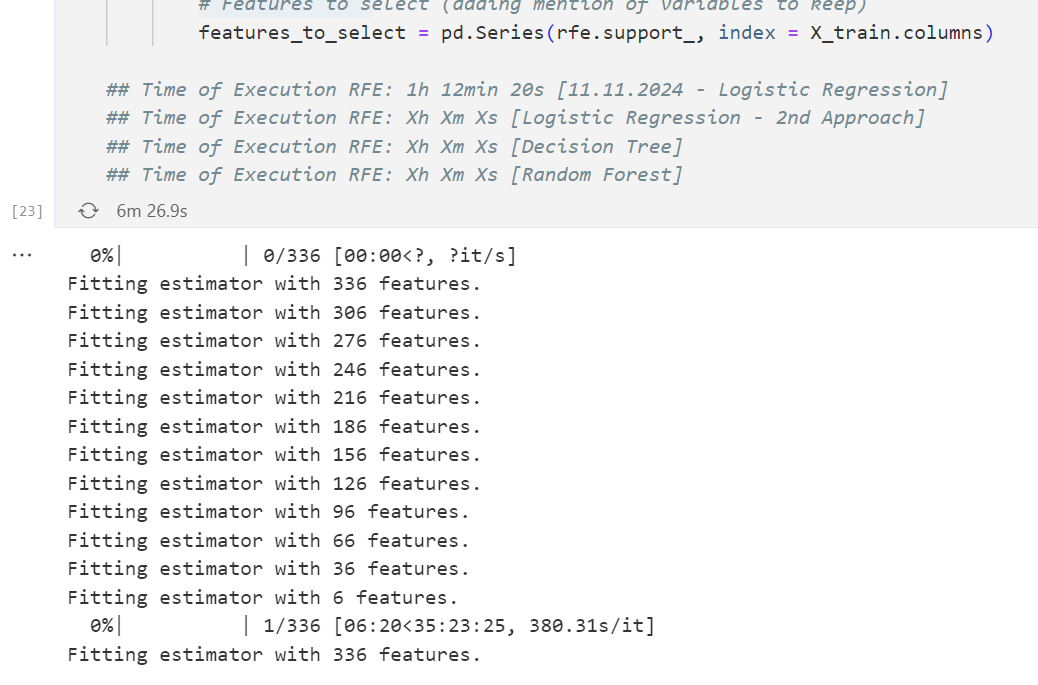 # Features to select (adding mention of variables to keep)
features_to_select = pd.Series(rfe.support_, index = X_train.columns)
## Time of Execution RFE: 1h 12min 20s [11.11.2024 - Logistic Regression]
## Time of Execution RFE: Xh Xm Xs [Logistic Regression - 2nd Approach]
## Time of Execution RFE: Xh Xm Xs [Decision Tree]
## Time of Execution RFE: Xh Xm Xs [Random Forest]
[23] 6m 26.9s
... 0%| | 0/336 [00:00<?, ?it/s]
Fitting estimator with 336 features.
Fitting estimator with 306 features.
Fitting estimator with 276 features.
Fitting estimator with 246 features.
Fitting estimator with 216 features.
Fitting estimator with 186 features.
Fitting estimator with 156 features.
Fitting estimator with 126 features.
Fitting estimator with 96 features.
Fitting estimator with 66 features.
Fitting estimator with 36 features.
Fitting estimator with 6 features.
0%| | 1/336 [06:20<35:23:25, 380.31s/it]
Fitting estimator with 336 features.